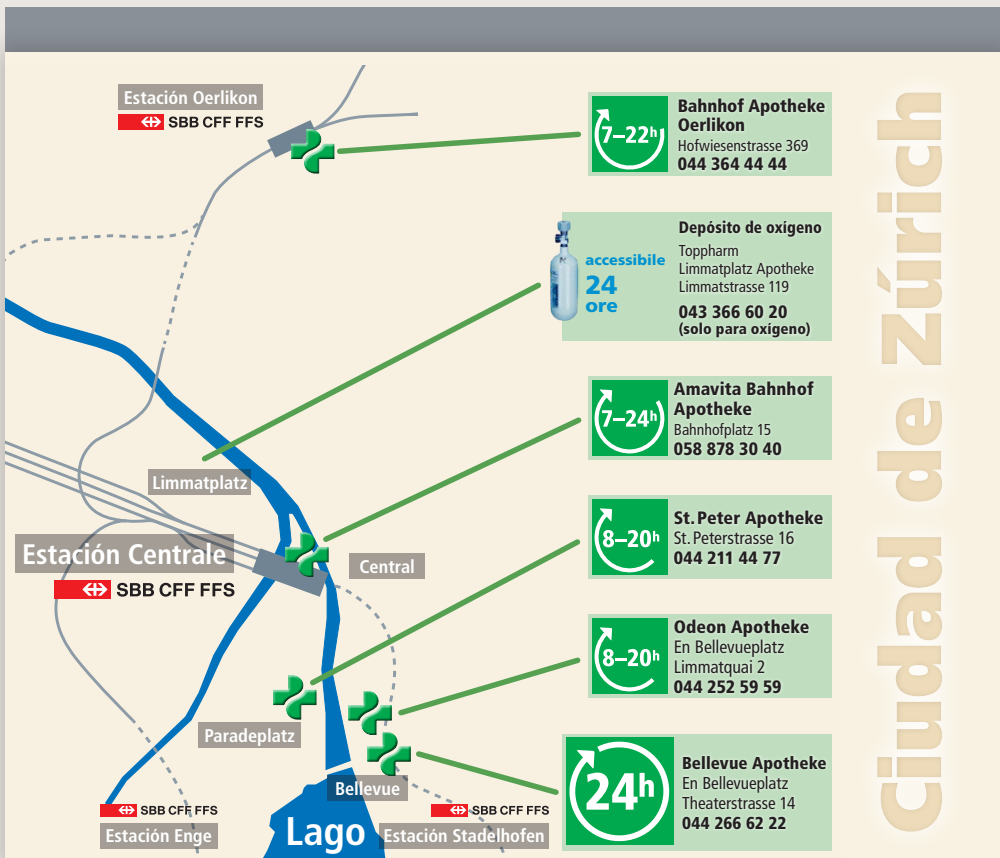 Estación Oerlikon
SBB CFF FFS
7–22h
Bahnhof Apotheke
Oerlikon
Hofwiesenstrasse 369
044 364 44 44
accessibile
24
ore
Depósito de oxígeno
Toppharm
Limmatplatz Apotheke
Limmatstrasse 119
043 366 60 20
(solo para oxígeno)
7–24h
Amavita Bahnhof
Apotheke
Bahnhofplatz 15
058 878 30 40
Limmatplatz
Estación Centrale
SBB CFF FFS
Central
8–20h
St. Peter Apotheke
St. Peterstrasse 16
044 211 44 77
8–20h
Odeon Apotheke
En Bellevueplatz
Limmatquai 2
044 252 59 59
Paradeplatz
Bellevue
24h
Bellevue Apotheke
En Bellevueplatz
Theaterstrasse 14
044 266 62 22
SBB CFF FFS
Estación Enge
Lago
SBB CFF FFS
Estación Stadelhofen
Ciudad de Zúrich